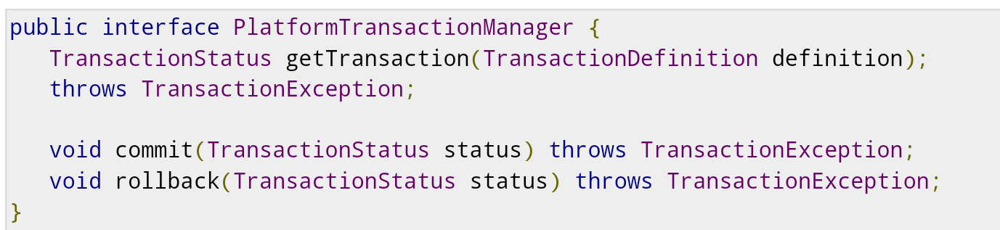 public interface PlatformTransactionManager {
   TransactionStatus getTransaction(TransactionDefinition definition);
   throws TransactionException;

   void commit(TransactionStatus status) throws TransactionException;
   void rollback(TransactionStatus status) throws TransactionException;
}